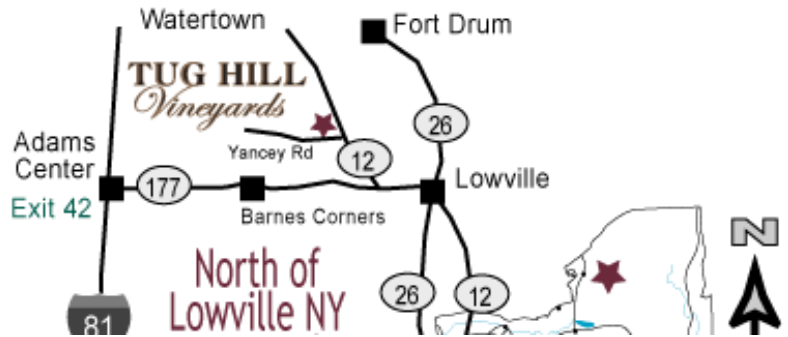 Watertown
Fort Drum
TUG HILL
Vineyards
26
Adams
Center
Yancey Rd
12
177
Lowville
Exit 42
Barnes Corners
N
North of
Lowville NY
26
12
81